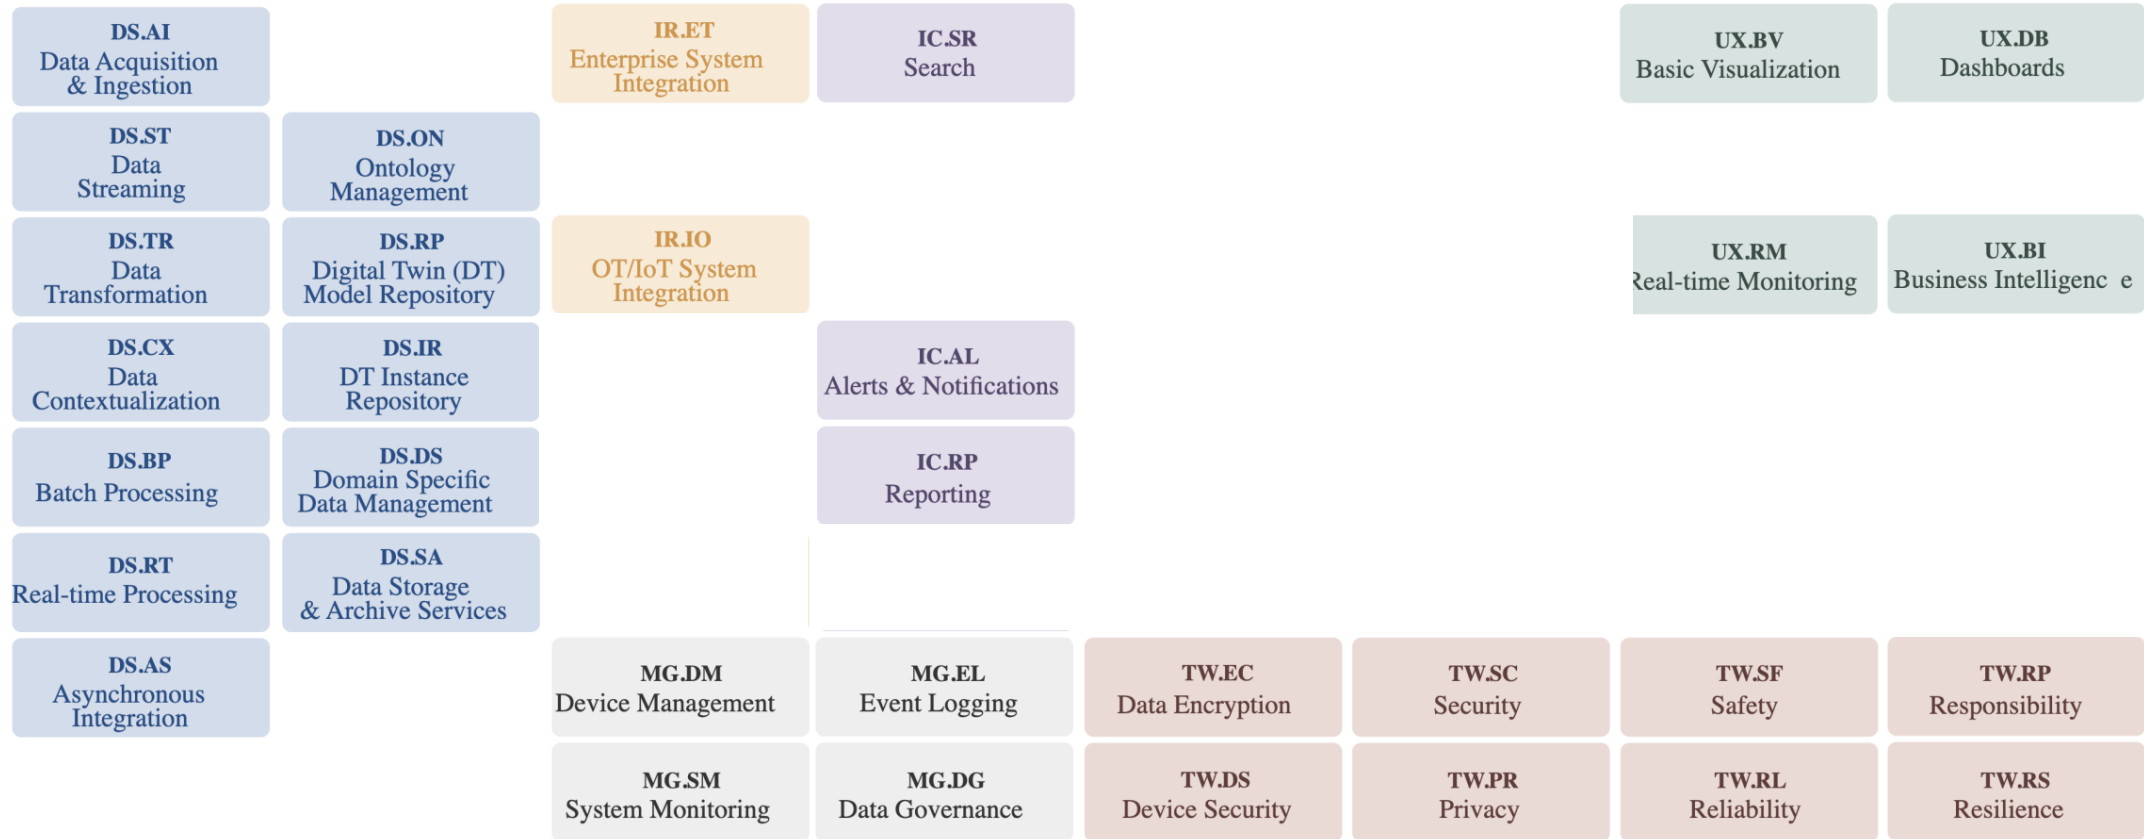 DS.AI
Data Acquisition
& Ingestion
IR.ET
Enterprise System
Integration
IC.SR
Search
UX.BV
Basic Visualization
UX.DB
Dashboards
DS.ST
Data
Streaming
DS.ON
Ontology
Management
DS.TR
Data
Transformation
DS.RP
Digital Twin (DT)
Model Repository
IR.IO
OT/IoT System
Integration
UX.RM
Real-time Monitoring
UX.BI
Business Intelligenc e
DS.CX
Data
Contextualization
DS.IR
DT Instance
Repository
IC.AL
Alerts & Notifications
DS.BP
Batch Processing
DS.DS
Domain Specific
Data Management
IC.RP
Reporting
DS.RT
Real-time Processing
DS.SA
Data Storage
& Archive Services
DS.AS
Asynchronous
Integration
MG.DM
Device Management
MG.EL
Event Logging
TW.EC
Data Encryption
TW.SC
Security
TW.SF
Safety
TW.RP
Responsibility
MG.SM
System Monitoring
MG.DG
Data Governance
TW.DS
Device Security
TW.PR
Privacy
TW.RL
Reliability
TW.RS
Resilience